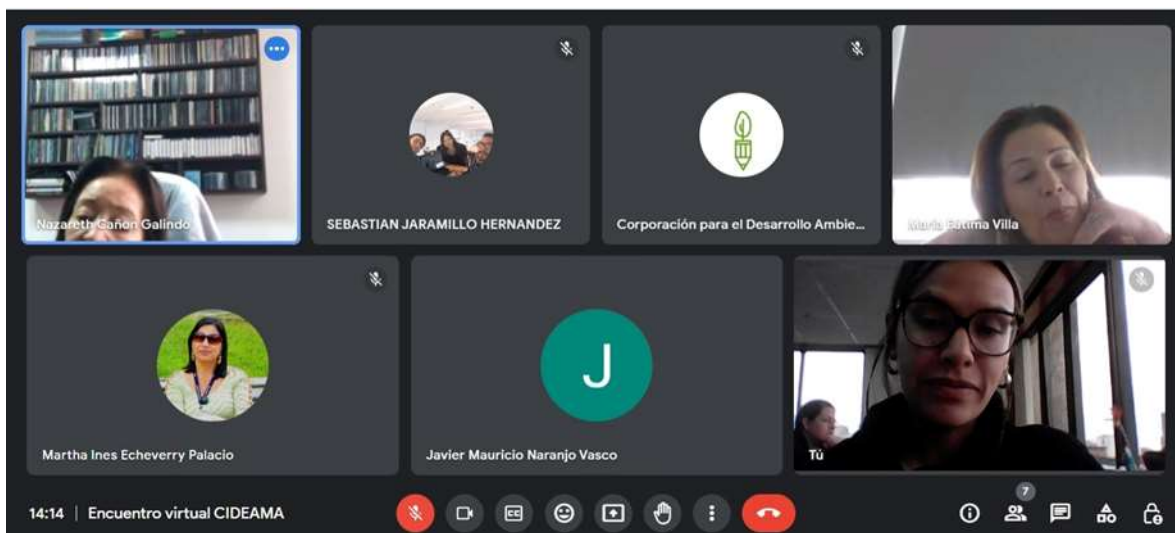 Nazareth Cañon Galindo
SEBASTIAN JARAMILLO HERNANDEZ
Corporación para el Desarrollo Ambie...
María Fátima Villa
Martha Ines Echeverry Palacio
J
Javier Mauricio Naranjo Vasco
Tú
7
14:14 | Encuentro virtual CIDEAMA
CC